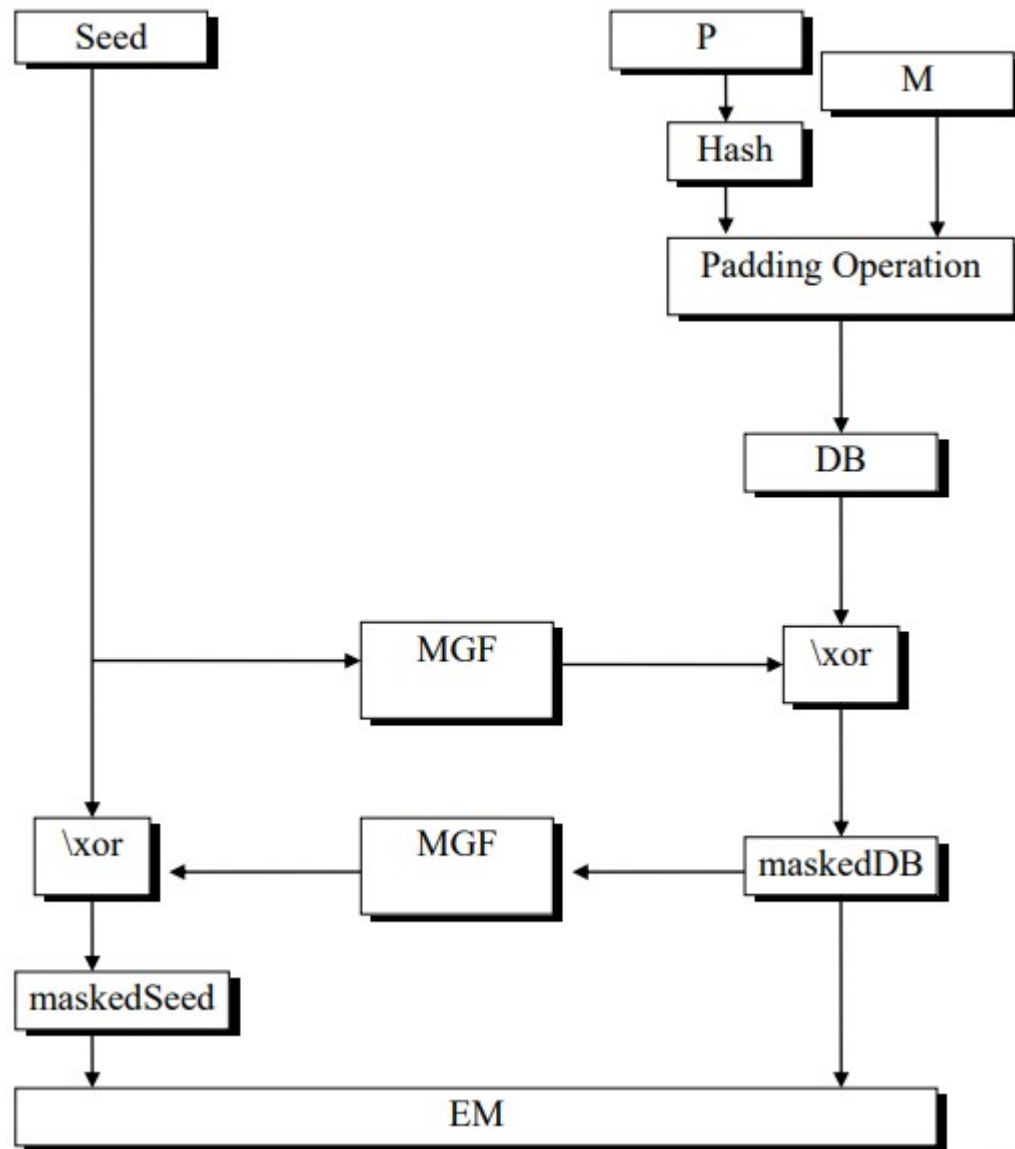 Seed
P
M
Hash
Padding Operation
DB
MGF
\xor
\xor
MGF
maskedDB
maskedSeed
EM